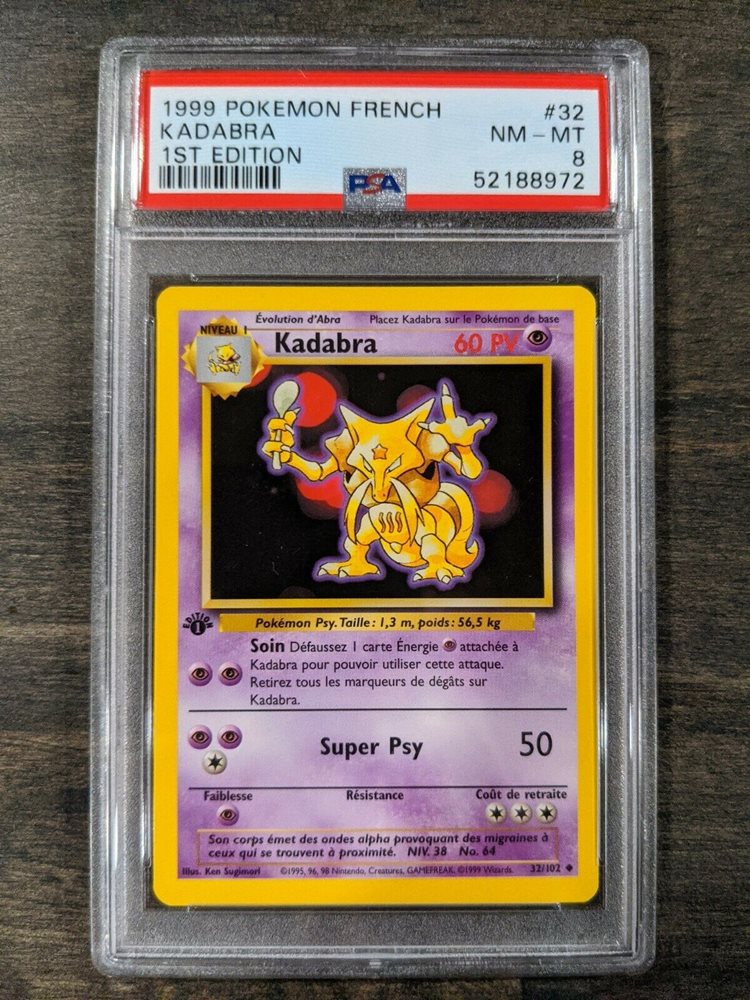 1999 POKEMON FRENCH #32
KADABRA NM - MT
1ST EDITION 8
PSA 52188972
Évolution d'Abra Placez Kadabra sur le Pokémon de base
NIVEAU 1
Kadabra 60 PV
EDITION 1
Pokémon Psy. Taille: 1,3 m, poids: 56,5 kg
Soin Défaussez 1 carte Énergie attachée à
Kadabra pour pouvoir utiliser cette attaque.
Retirez tous les marqueurs de dégâts sur
Kadabra.
Super Psy 50
Faiblesse Résistance Coût de retraite
Son corps émet des ondes alpha provoquant des migraines à
ceux qui se trouvent à proximité. NIV. 38 No. 64
Illus. Ken Sugimori ©1995, 96, 98 Nintendo, Creatures, GAMEFREAK. ©1999 Wizards. 32/102